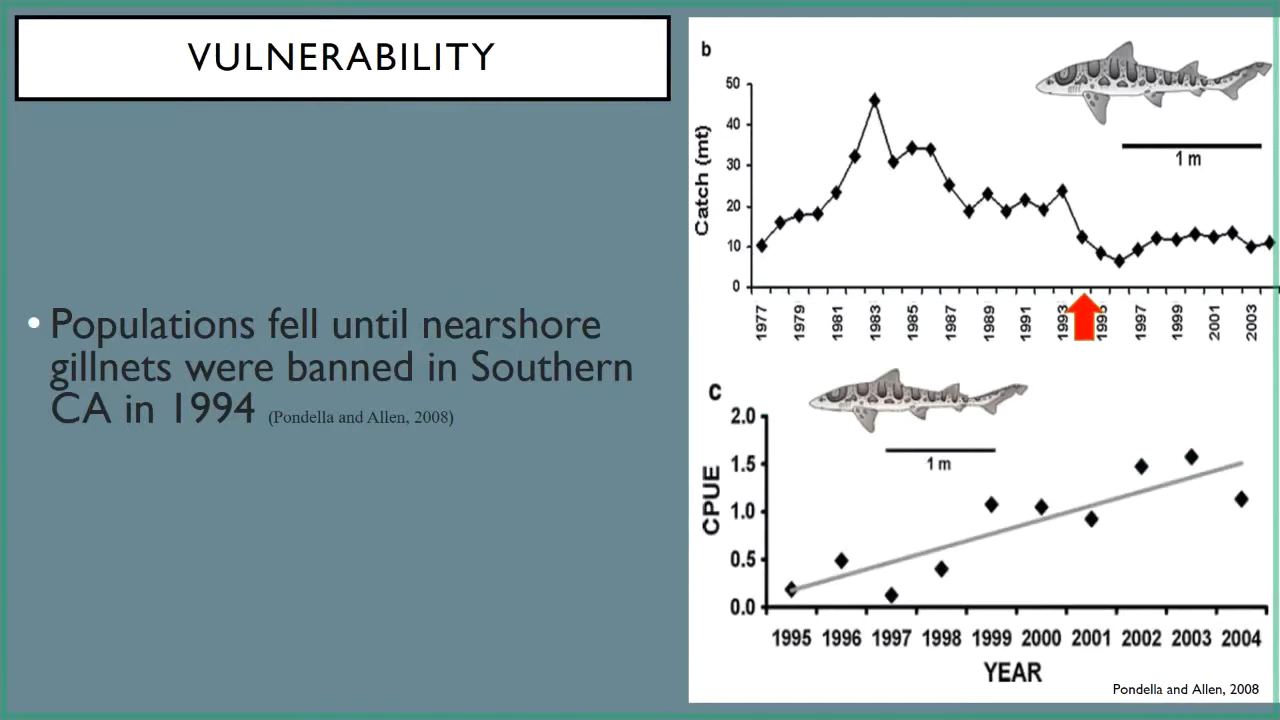 VULNERABILITY
• Populations fell until nearshore
gillnets were banned in Southern
CA in 1994 (Pondella and Allen, 2008)
b
50
40
30
20
10
0
Catch (mt)
1 m
1977
1979
1981
1983
1985
1987
1989
1991
1993
1995
1997
1999
2001
2003
c
2.0
1.5
1.0
0.5
0.0
CPUE
1 m
1995 1996 1997 1998 1999 2000 2001 2002 2003 2004
YEAR
Pondella and Allen, 2008